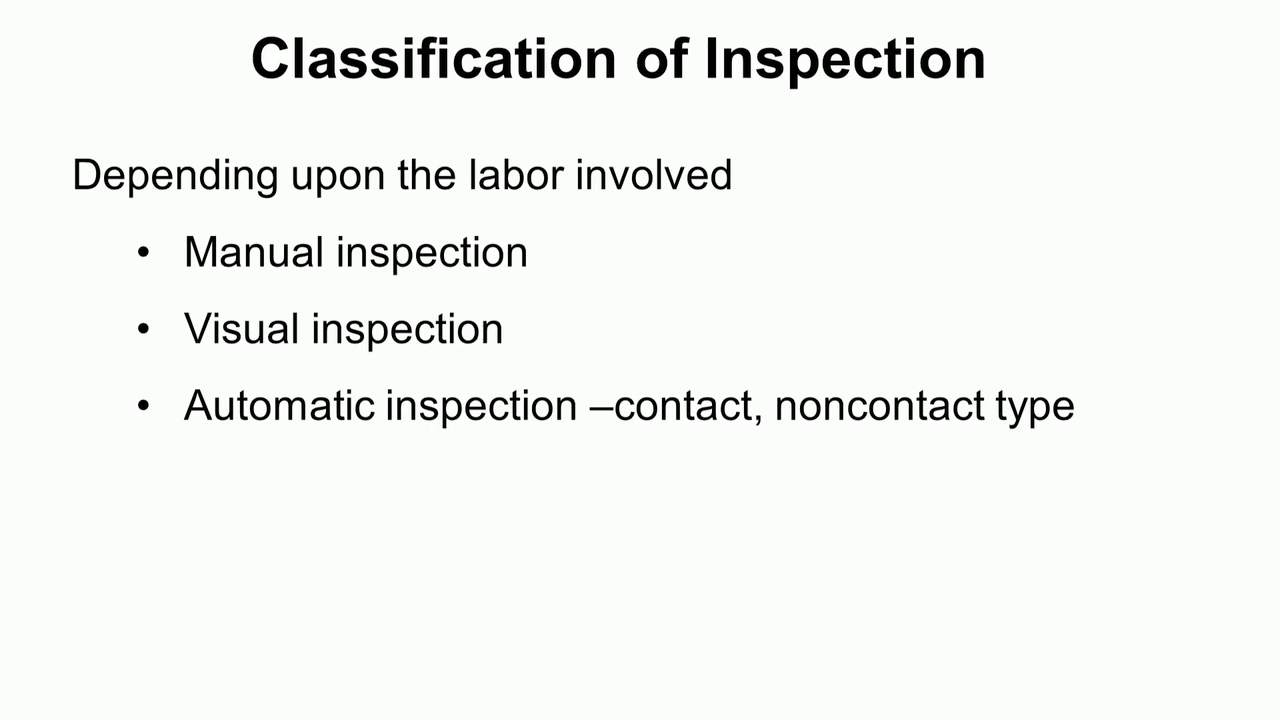 Classification of Inspection
Depending upon the labor involved
• Manual inspection
• Visual inspection
• Automatic inspection –contact, noncontact type